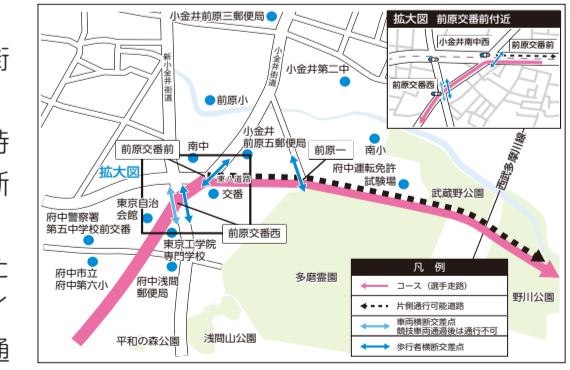 街
時
断
た
イ
通
小金井前原三郵便局
小金井街道
新小金井街道
小金井第二中
前原小
小金井
前原五郵便局
前原交番前
南中
前原一
南小
拡大図
東八道路
交番
府中運転免許
試験場
西武多摩川線
武蔵野公園
東京自治
会館
府中警察署
第五中学校前交番
前原交番西
東京工学院
専門学校
府中市立
府中第六小
府中浅間
郵便局
多磨霊園
野川公園
平和の森公園
浅間山公園
拡大図 前原交番前付近
小金井南中西
前原交番前
前原交番西
凡 例
コース（選手走路）
片側通行可能道路
車両横断交差点
競技車両通過後は通行不可
歩行者横断交差点